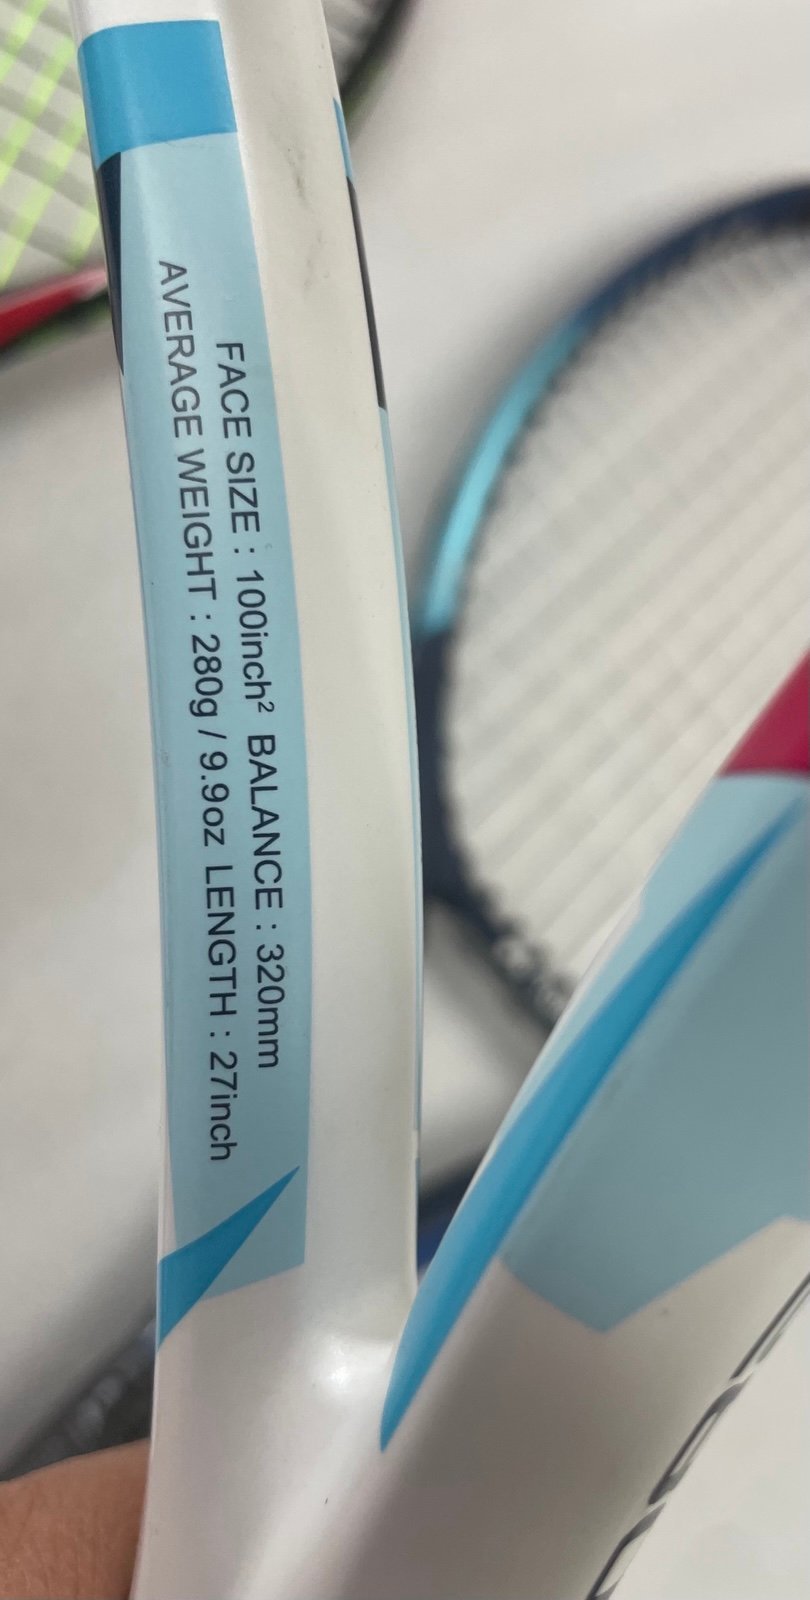 FACE SIZE : 100inch² BALANCE : 320mm
AVERAGE WEIGHT : 280g / 9.9oz LENGTH : 27inch